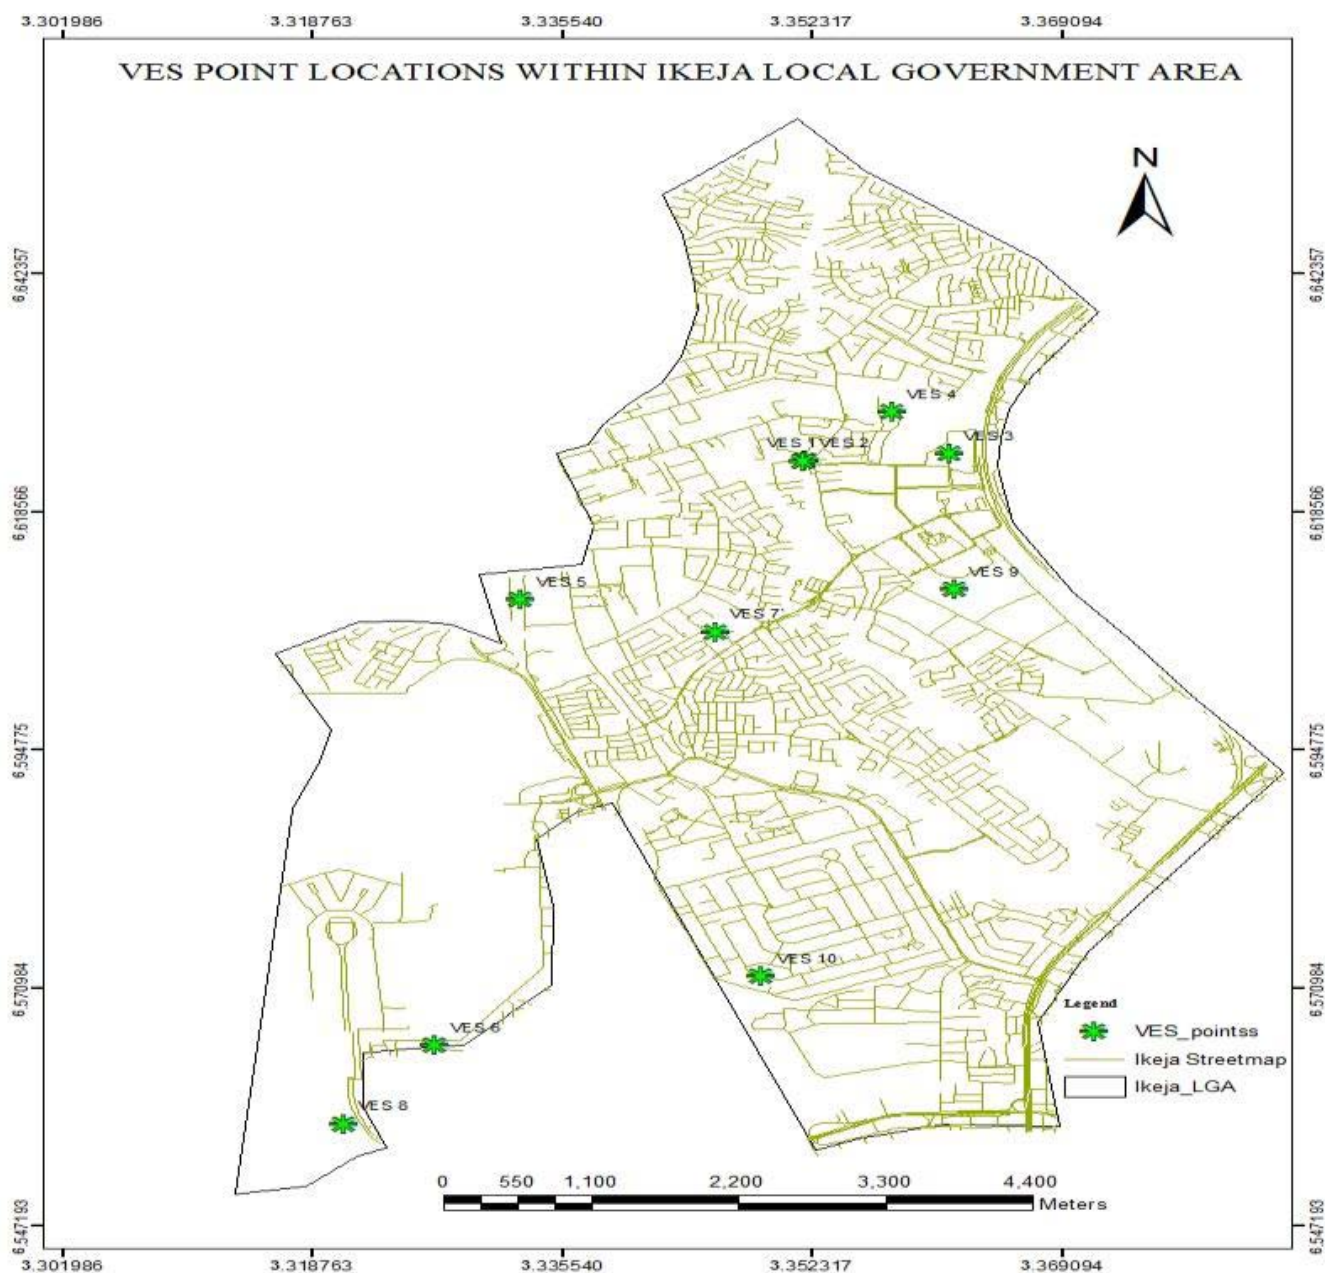 3.301986 3.318763 3.335540 3.352317 3.369094
VES POINT LOCATIONS WITHIN IKEJA LOCAL GOVERNMENT AREA
N
6.642357 6.642357
VES 4
VES 1 VES 2 VES 3
6.618566 6.618566
VES 9
VES 5
VES 7
6.594775 6.594775
VES 10
6.570984 6.570984
Legend
VES_pointss
VES 6
Ikeja Streetmap
Ikeja_LGA
VES 8
0 550 1,100 2,200 3,300 4,400
Meters
6.547193 6.547193
3.301986 3.318763 3.335540 3.352317 3.369094